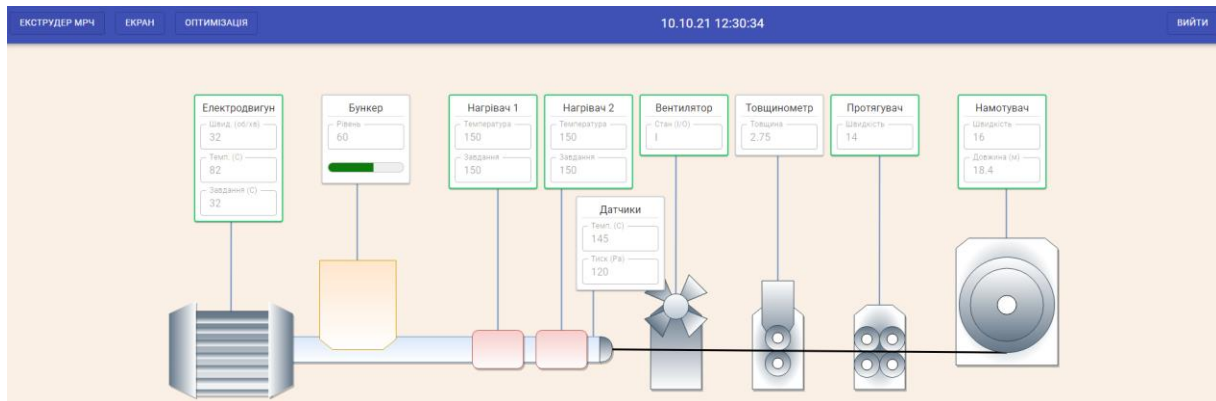 ЕКСТРУДЕР МРЧ ЕКРАН ОПТИМІЗАЦІЯ 10.10.21 12:30:34 ВИЙТИ
Електродвигун
Швид. (об/хв)
32
Темп. (С)
82
Завдання (С)
32
Бункер
Рівень
60
Нагрівач 1
Температура
150
Завдання
150
Нагрівач 2
Температура
150
Завдання
150
Датчики
Темп. (С)
145
Тиск (Pa)
120
Вентилятор
Стан (I/O)
I
Товщинометр
Товщина
2.75
Протягувач
Швидкість
14
Намотувач
Швидкість
16
Довжина (м)
18.4